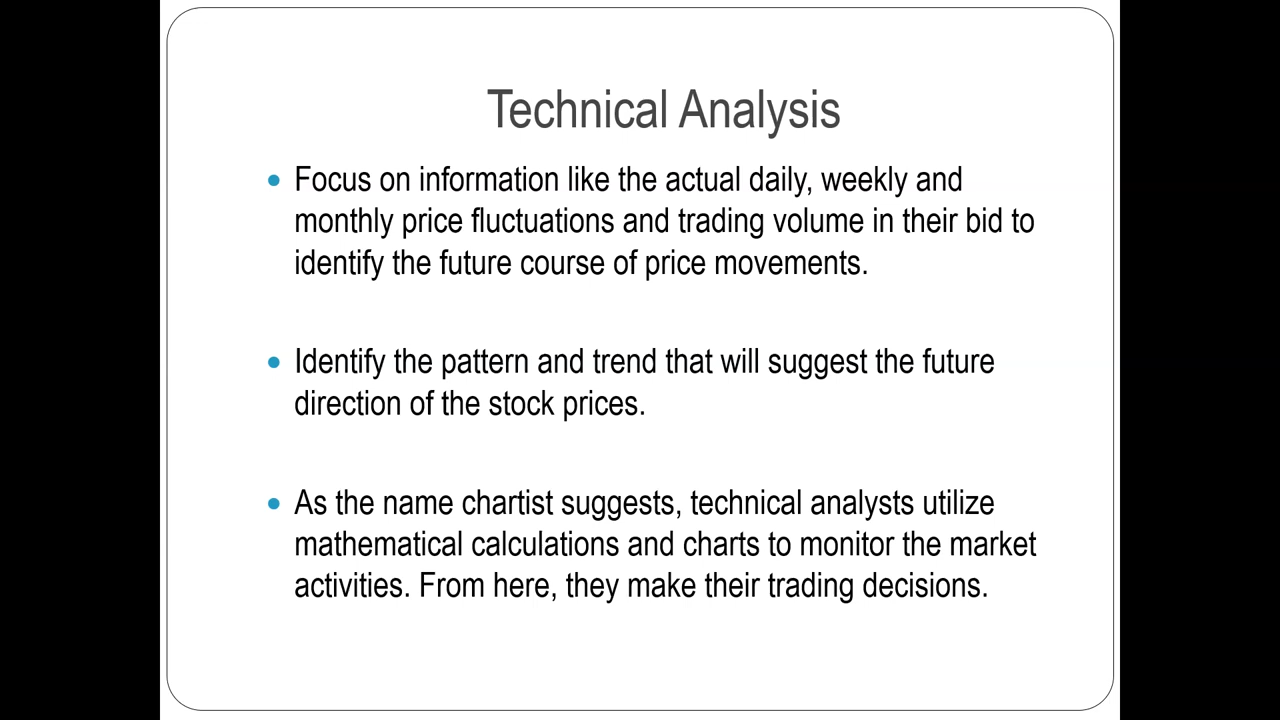 Technical Analysis
Focus on information like the actual daily, weekly and
monthly price fluctuations and trading volume in their bid to
identify the future course of price movements.
Identify the pattern and trend that will suggest the future
direction of the stock prices.
As the name chartist suggests, technical analysts utilize
mathematical calculations and charts to monitor the market
activities. From here, they make their trading decisions.